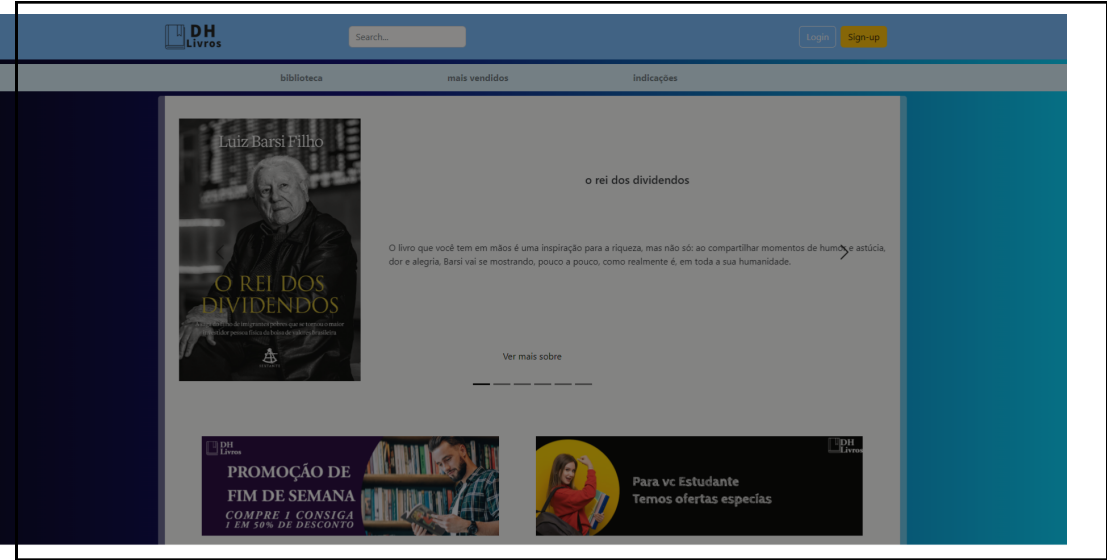 DH
Livros
Search...
Login
Sign-up
biblioteca
mais vendidos
indicações
Luiz Barsi Filho
O REI DOS
DIVIDENDOS
o rei dos dividendos
O livro que você tem em mãos é uma inspiração para a riqueza, mas não só: ao compartilhar momentos de humor e astúcia,
dor e alegria, Barsi vai se mostrando, pouco a pouco, como realmente é, em toda a sua humanidade.
Ver mais sobre
DH
Livros
PROMOÇÃO DE
FIM DE SEMANA
COMPRE 1 CONSIGA
1 EM 50% DE DESCONTO
DH
Livros
Para vc Estudante
Temos ofertas especías